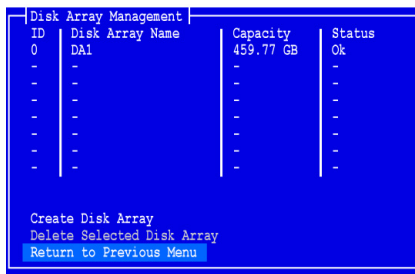 Disk Array Management
ID Disk Array Name Capacity Status
0 DA1 459.77 GB Ok
- - - -
- - - -
- - - -
- - - -
- - - -
- - - -
- - - -
Create Disk Array
Delete Selected Disk Array
Return to Previous Menu